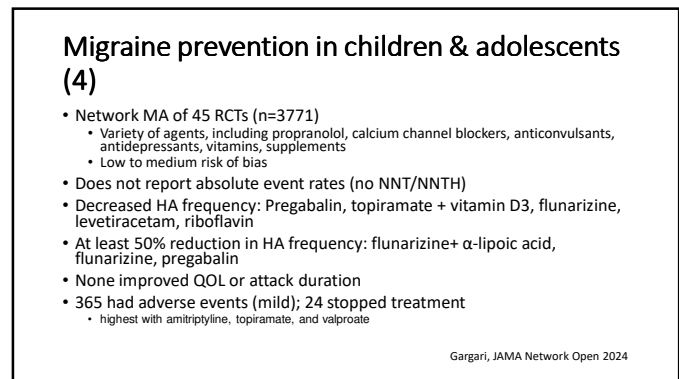 Migraine prevention in children & adolescents
(4)
• Network MA of 45 RCTs (n=3771)
• Variety of agents, including propranolol, calcium channel blockers, anticonvulsants,
antidepressants, vitamins, supplements
• Low to medium risk of bias
• Does not report absolute event rates (no NNT/NNTH)
• Decreased HA frequency: Pregabalin, topiramate + vitamin D3, flunarizine,
levetiracetam, riboflavin
• At least 50% reduction in HA frequency: flunarizine+ α-lipoic acid,
flunarizine, pregabalin
• None improved QOL or attack duration
• 365 had adverse events (mild); 24 stopped treatment
• highest with amitriptyline, topiramate, and valproate
Gargari, JAMA Network Open 2024